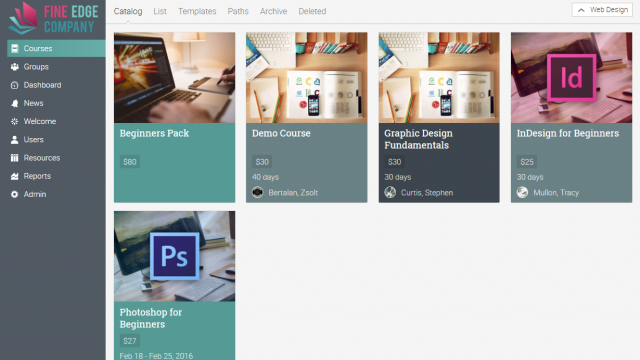 FINE EDGE
COMPANY
Courses
Groups
Dashboard
News
Welcome
Users
Resources
Reports
Admin
Catalog
List
Templates
Paths
Archive
Deleted
Web Design
Beginners Pack
$80
Demo Course
$30
40 days
Bertalan, Zsolt
Graphic Design
Fundamentals
$30
30 days
Curtis, Stephen
Id
InDesign for Beginners
$25
30 days
Mullon, Tracy
Ps
Photoshop for
Beginners
$27
Feb 18 - Feb 25, 2016